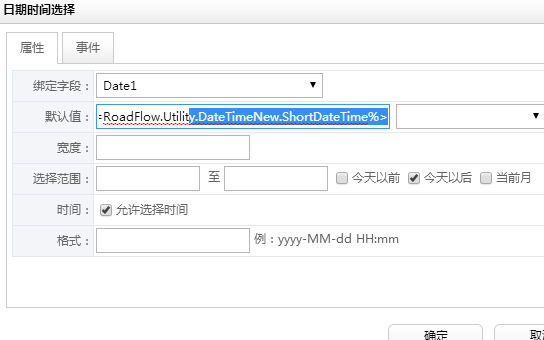 日期时间选择
属性 事件
绑定字段： Date1
默认值： =RoadFlow.Utility.DateTimeNew.ShortDateTime%>
宽度：
选择范围： 至 今天以前 今天以后 当前月
时间： 允许选择时间
格式： 例：yyyy-MM-dd HH:mm
确定